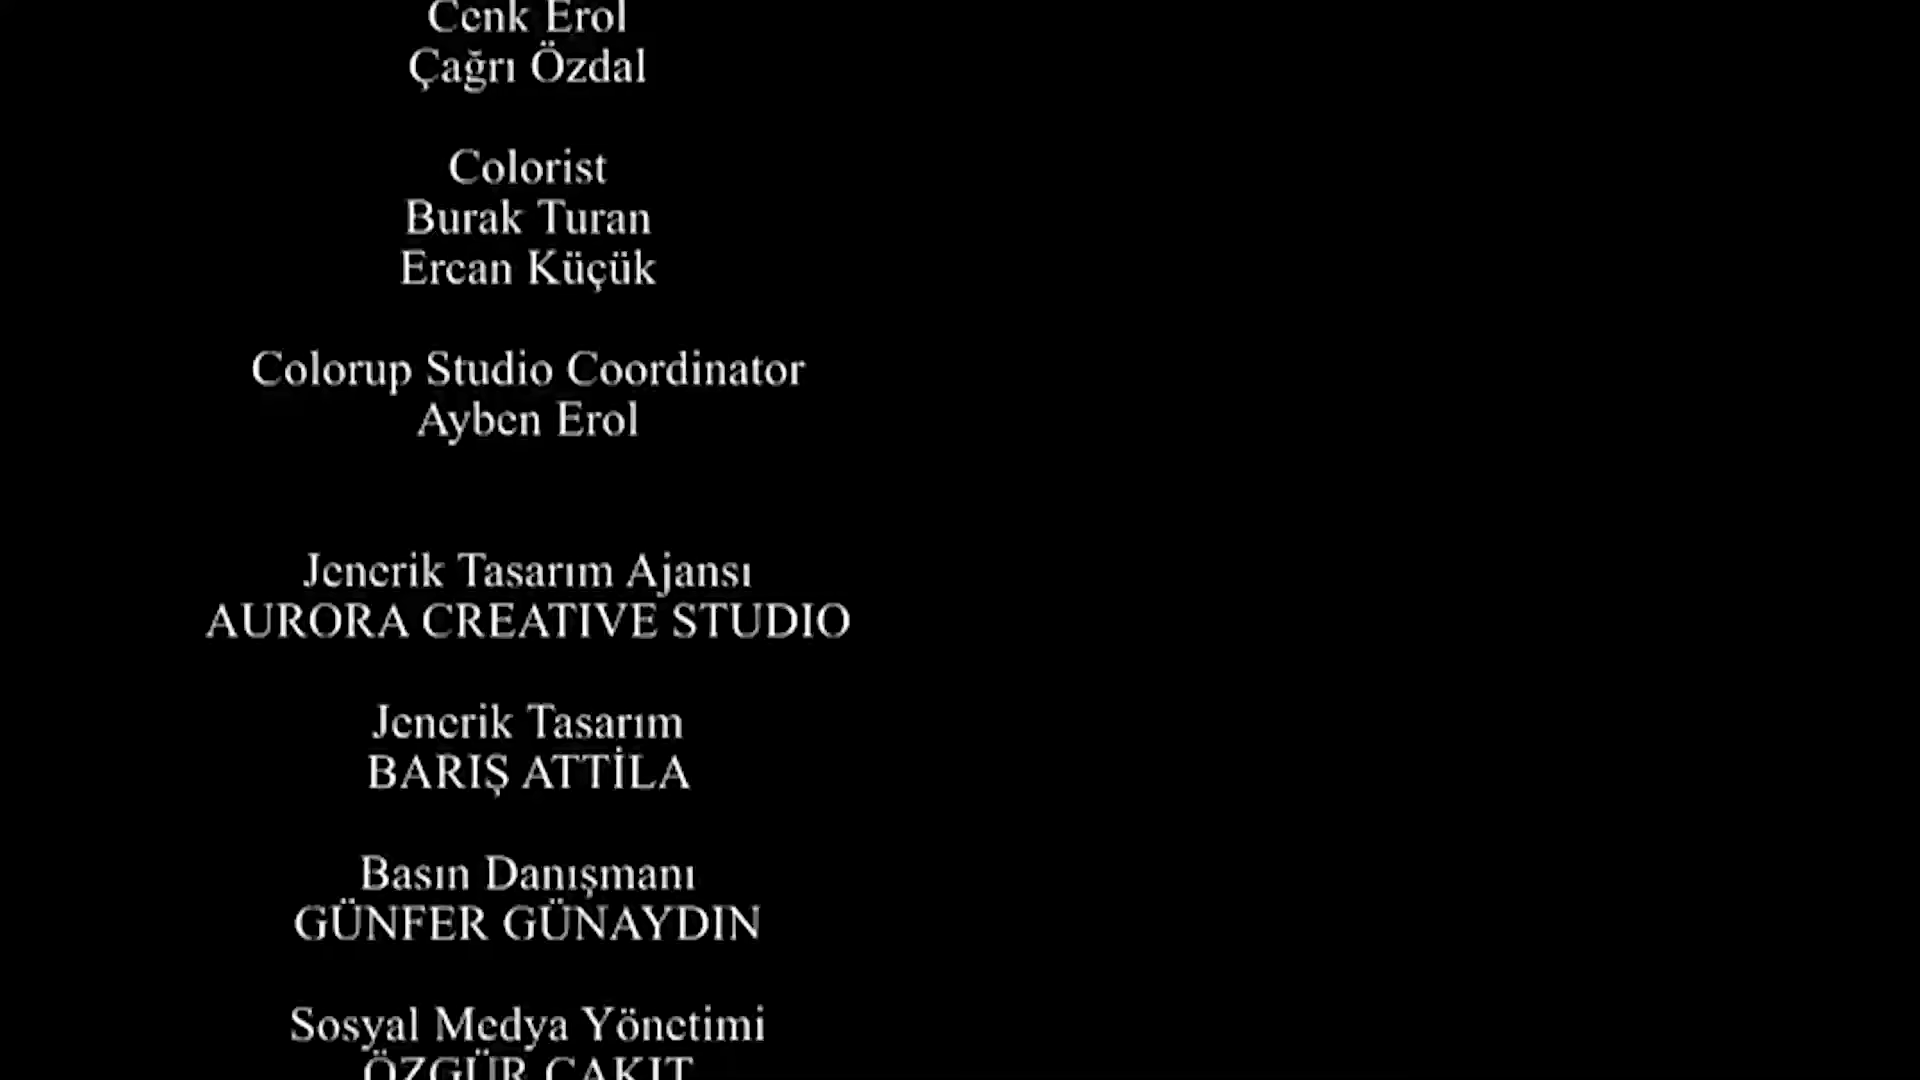 Cenk Erol
Çağrı Özdal
Colorist
Burak Turan
Ercan Küçük
Colorup Studio Coordinator
Ayben Erol
Jenerik Tasarım Ajansı
AURORA CREATIVE STUDIO
Jenerik Tasarım
BARIŞ ATTİLA
Basın Danışmanı
GÜNFER GÜNAYDIN
Sosyal Medya Yönetimi
ÖZGÜR